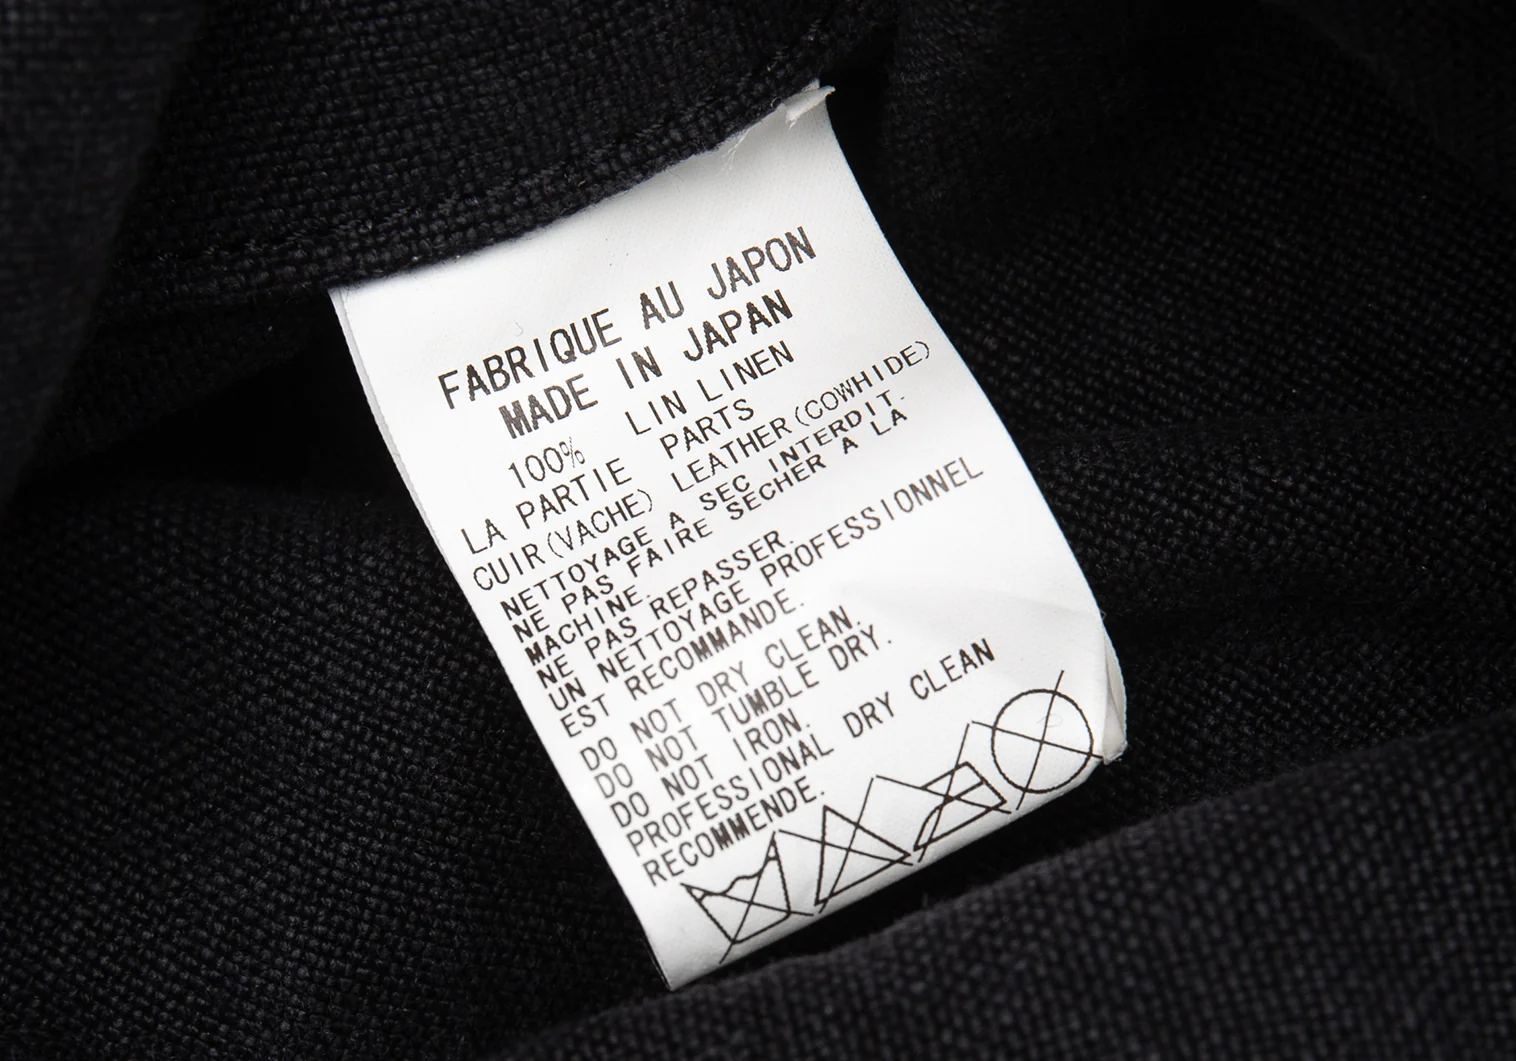 FABRIQUE AU JAPON
MADE IN JAPAN
100% LIN LINEN
LA PARTIE PARTS
CUIR(VACHE) LEATHER(COWHIDE)
NETTOYAGE A SEC INTERDIT.
NE PAS FAIRE SECHER A LA
MACHINE.
NE PAS REPASSER.
UN NETTOYAGE PROFESSIONNEL
EST RECOMMANDE.
DO NOT DRY CLEAN.
DO NOT TUMBLE DRY.
DO NOT IRON.
PROFESSIONAL DRY CLEAN
RECOMMENDE.